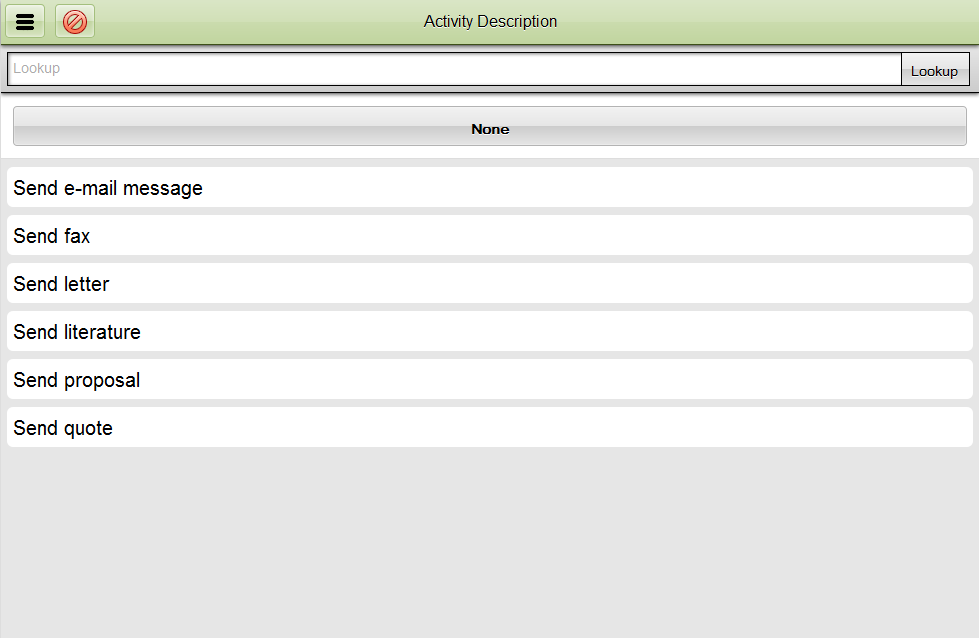 Activity Description
Lookup
Lookup
None
Send e-mail message
Send fax
Send letter
Send literature
Send proposal
Send quote